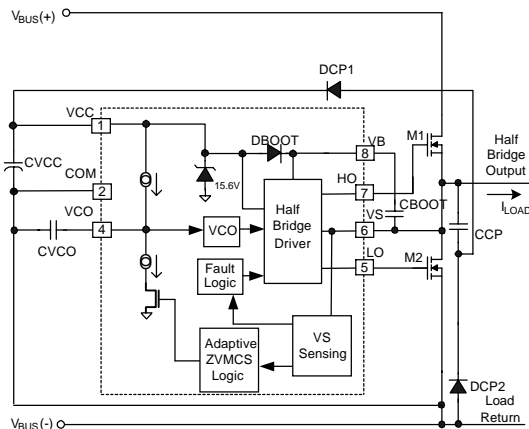 VBUS(+)
DCP1
VCC
1
DBOOT
VB
8
M1
Half
Bridge
Output
ILOAD
CVCC
COM
2
15.6V
HO
7
VCO
4
CVCO
VCO
Half
Bridge
Driver
VS
6
CBOOT
CCP
LO
5
M2
Fault
Logic
Adaptive
ZVMCS
Logic
VS
Sensing
DCP2
Load
Return
VBUS(-)